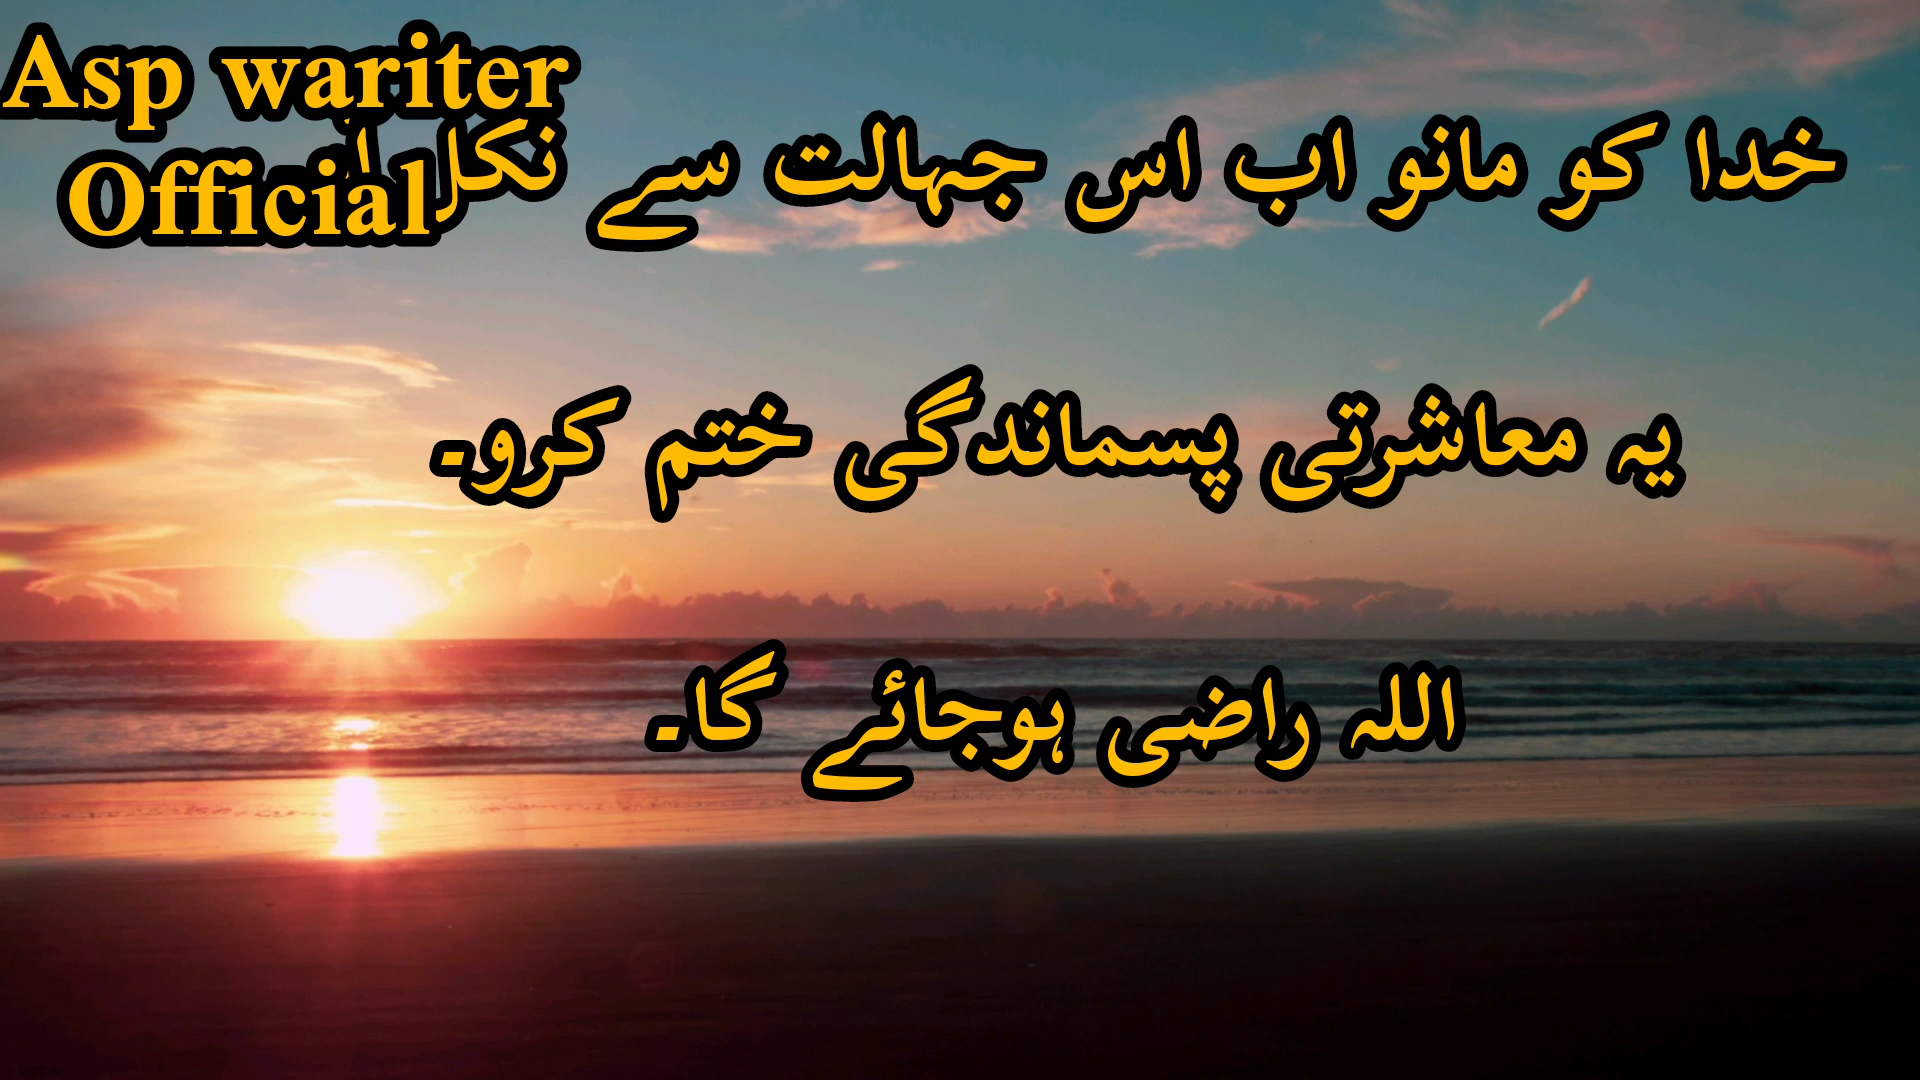 Asp wariter
Official
خدا کو مانو اب اس جہالت سے نکل
یہ معاشرتی پسماندگی ختم کرو۔
اللہ راضی ہوجائے گا۔